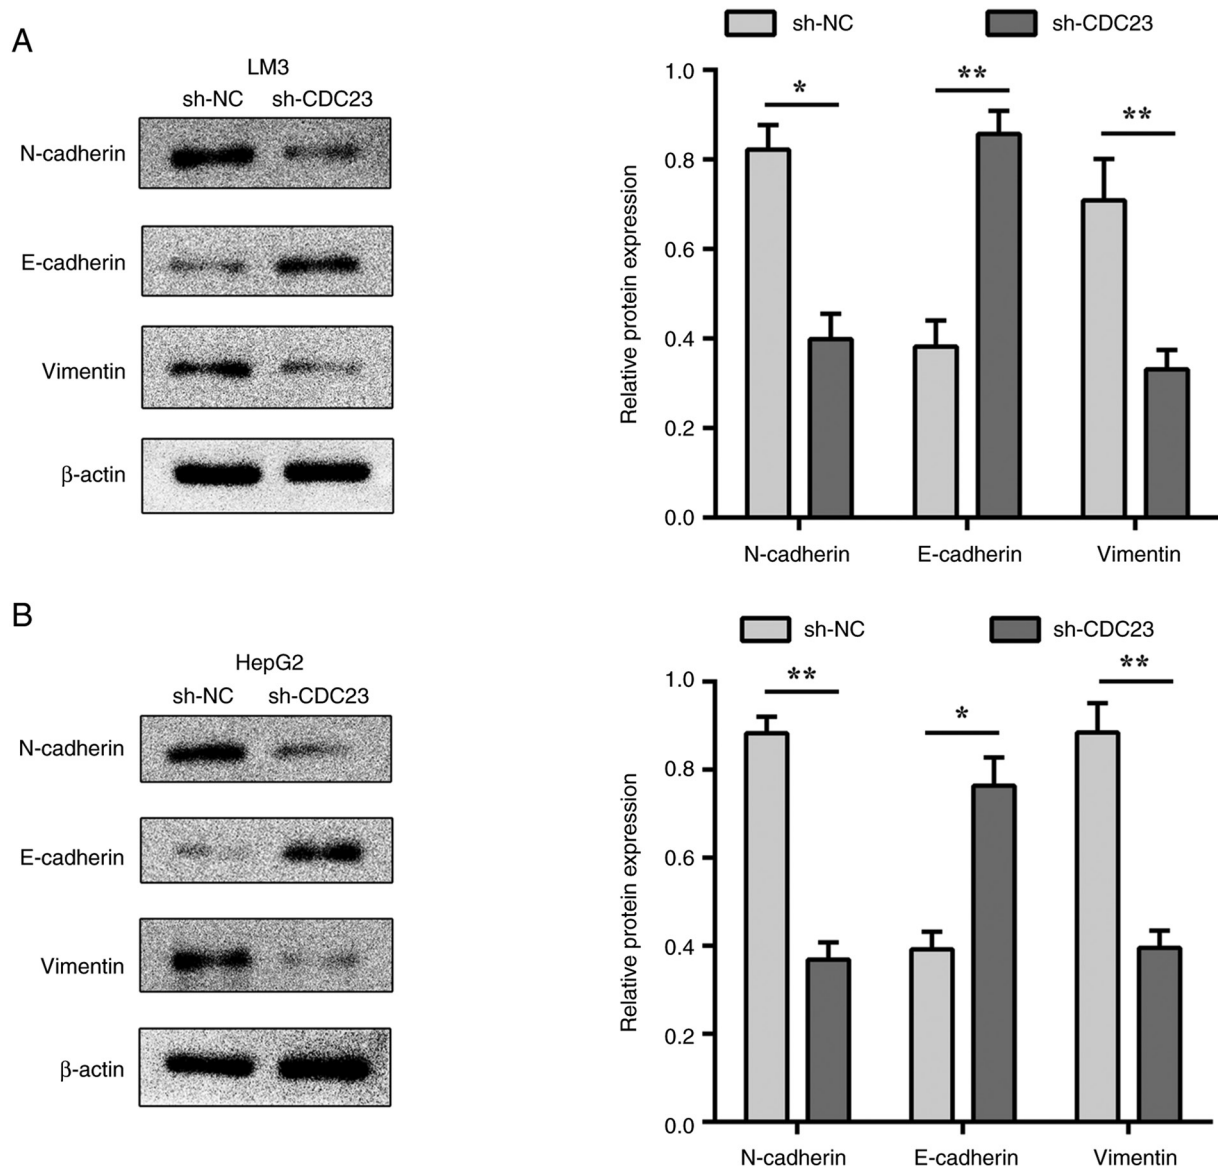 A
LM3
sh-NC sh-CDC23
N-cadherin
E-cadherin
Vimentin
β-actin
sh-NC sh-CDC23
Relative protein expression
1.0
0.8
0.6
0.4
0.2
0.0
* ** **
N-cadherin E-cadherin Vimentin
B
HepG2
sh-NC sh-CDC23
N-cadherin
E-cadherin
Vimentin
β-actin
sh-NC sh-CDC23
Relative protein expression
1.0
0.8
0.6
0.4
0.2
0.0
** * **
N-cadherin E-cadherin Vimentin